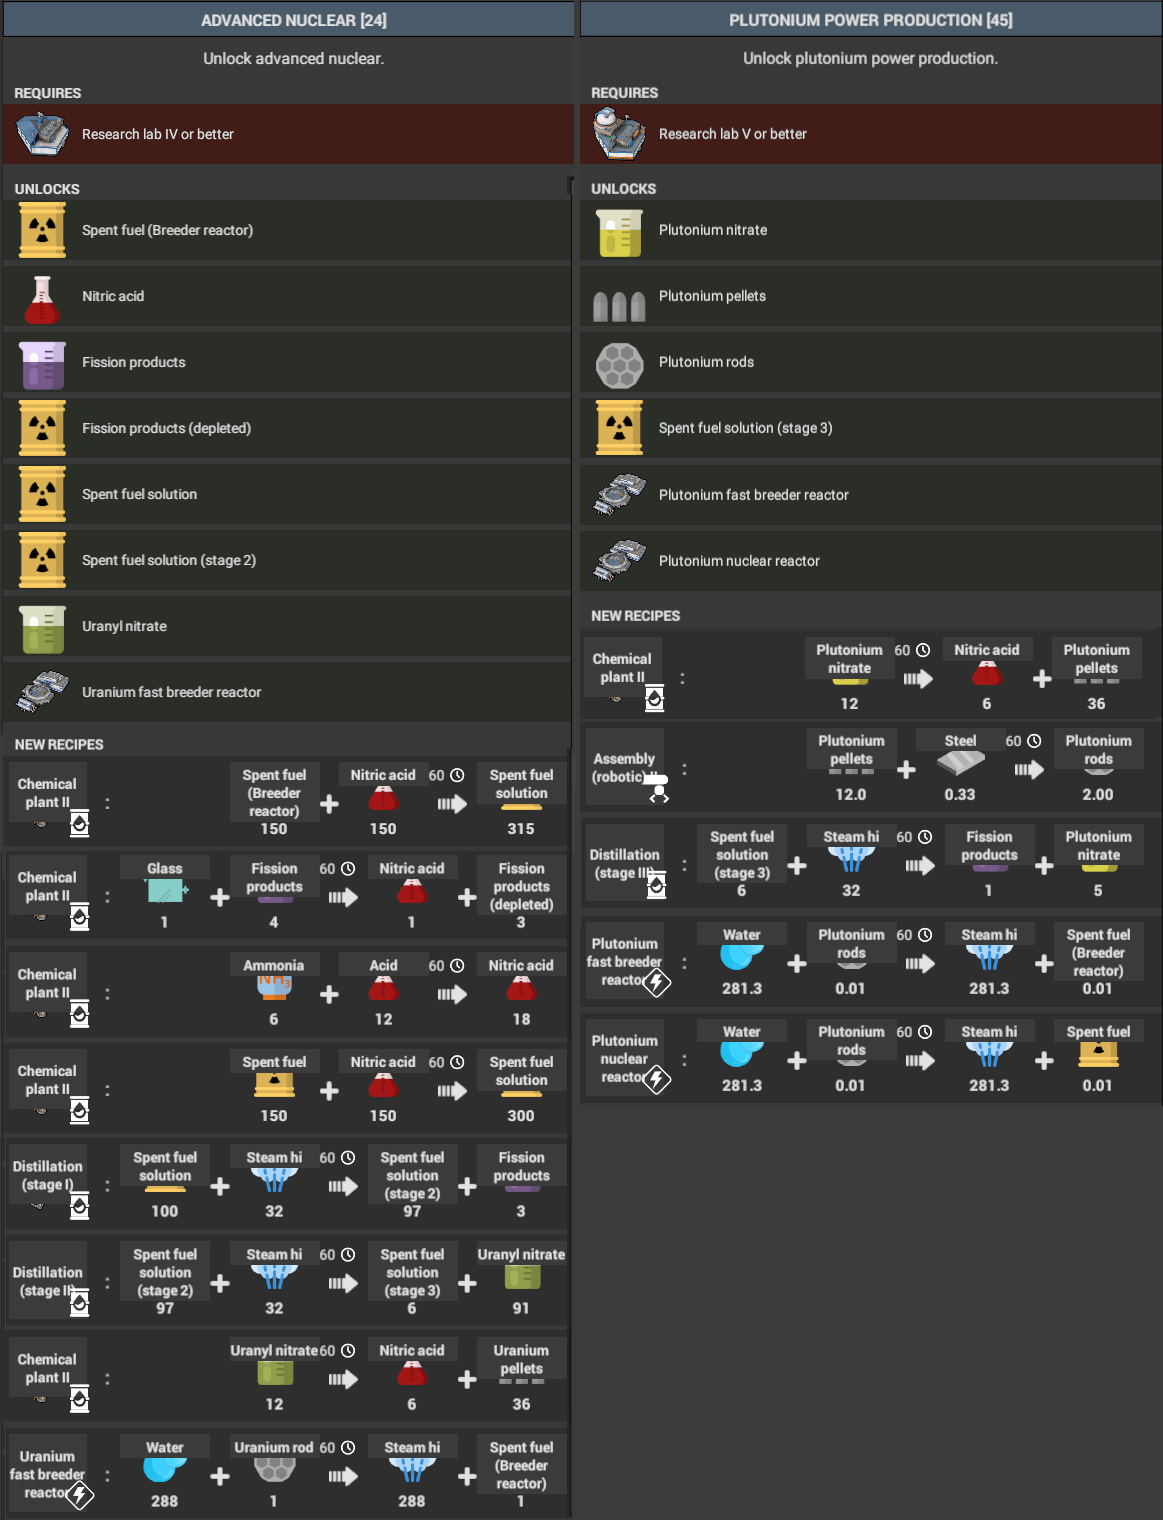 ADVANCED NUCLEAR [24]
Unlock advanced nuclear.
REQUIRES
Research lab IV or better
UNLOCKS
Spent fuel (Breeder reactor)
Nitric acid
Fission products
Fission products (depleted)
Spent fuel solution
Spent fuel solution (stage 2)
Uranyl nitrate
Uranium fast breeder reactor
NEW RECIPES
Chemical
plant II
:
Spent fuel
(Breeder
reactor)
150
Nitric acid
150
60
Spent fuel
solution
315
Chemical
plant II
:
Glass
1
Fission
products
4
60
Nitric acid
1
Fission
products
(depleted)
3
Chemical
plant II
:
Ammonia
NH3
6
Acid
12
60
Nitric acid
18
Chemical
plant II
:
Spent fuel
150
Nitric acid
150
60
Spent fuel
solution
300
Distillation
(stage I)
:
Spent fuel
solution
100
Steam hi
32
60
Spent fuel
solution
(stage 2)
97
Fission
products
3
Distillation
(stage II)
:
Spent fuel
solution
(stage 2)
97
Steam hi
32
60
Spent fuel
solution
(stage 3)
6
Uranyl nitrate
91
Chemical
plant II
:
Uranyl nitrate
12
60
Nitric acid
6
Uranium
pellets
36
Uranium
fast breeder
reactor
:
Water
288
Uranium rod
1
60
Steam hi
288
Spent fuel
(Breeder
reactor)
1
PLUTONIUM POWER PRODUCTION [45]
Unlock plutonium power production.
REQUIRES
Research lab V or better
UNLOCKS
Plutonium nitrate
Plutonium pellets
Plutonium rods
Spent fuel solution (stage 3)
Plutonium fast breeder reactor
Plutonium nuclear reactor
NEW RECIPES
Chemical
plant II
:
Plutonium
nitrate
12
60
Nitric acid
6
Plutonium
pellets
36
Assembly
(robotic) II
:
Plutonium
pellets
12.0
Steel
0.33
60
Plutonium
rods
2.00
Distillation
(stage III)
:
Spent fuel
solution
(stage 3)
6
Steam hi
32
60
Fission
products
1
Plutonium
nitrate
5
Plutonium
fast breeder
reactor
:
Water
281.3
Plutonium
rods
0.01
60
Steam hi
281.3
Spent fuel
(Breeder
reactor)
0.01
Plutonium
nuclear
reactor
:
Water
281.3
Plutonium
rods
0.01
60
Steam hi
281.3
Spent fuel
0.01